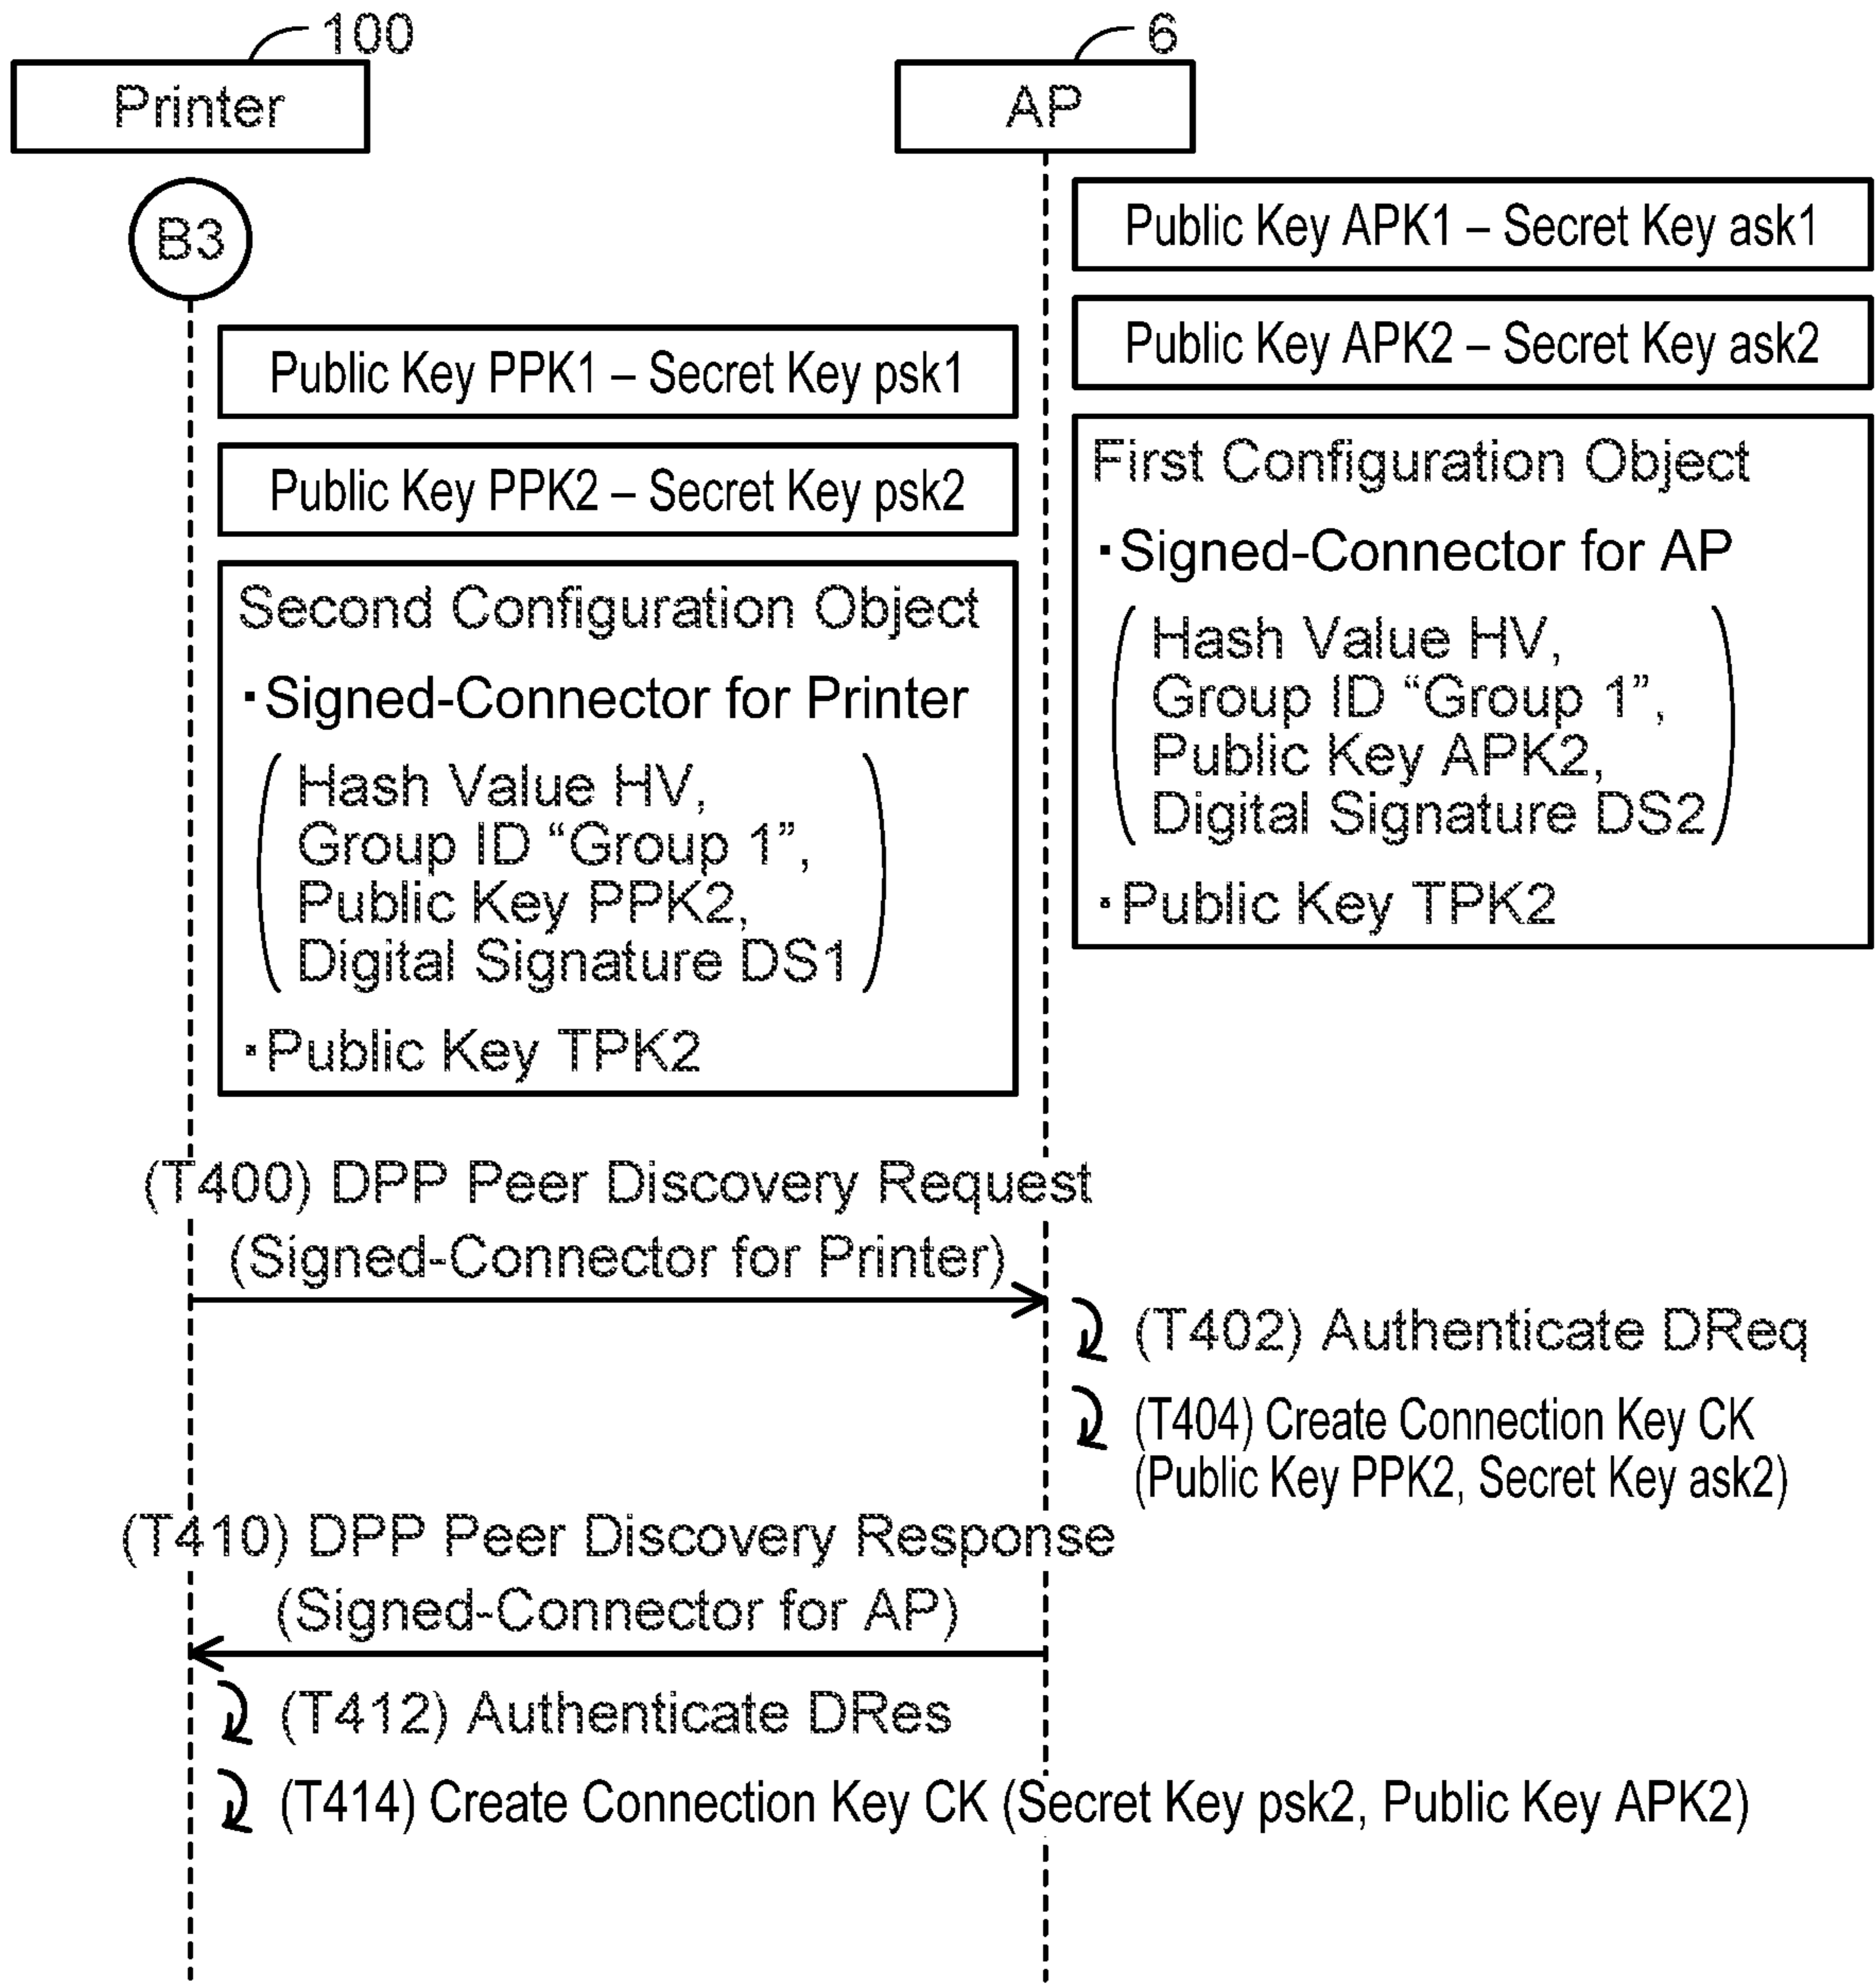 100
6
Printer
AP
B3
Public Key APK1 – Secret Key ask1
Public Key APK2 – Secret Key ask2
Public Key PPK1 – Secret Key psk1
Public Key PPK2 – Secret Key psk2
First Configuration Object
・Signed-Connector for AP
Hash Value HV,
Group ID “Group 1”,
Public Key APK2,
Digital Signature DS2
・Public Key TPK2
Second Configuration Object
・Signed-Connector for Printer
Hash Value HV,
Group ID “Group 1”,
Public Key PPK2,
Digital Signature DS1
・Public Key TPK2
(T400) DPP Peer Discovery Request
(Signed-Connector for Printer)
(T402) Authenticate DReq
(T404) Create Connection Key CK
(Public Key PPK2, Secret Key ask2)
(T410) DPP Peer Discovery Response
(Signed-Connector for AP)
(T412) Authenticate DRes
(T414) Create Connection Key CK (Secret Key psk2, Public Key APK2)